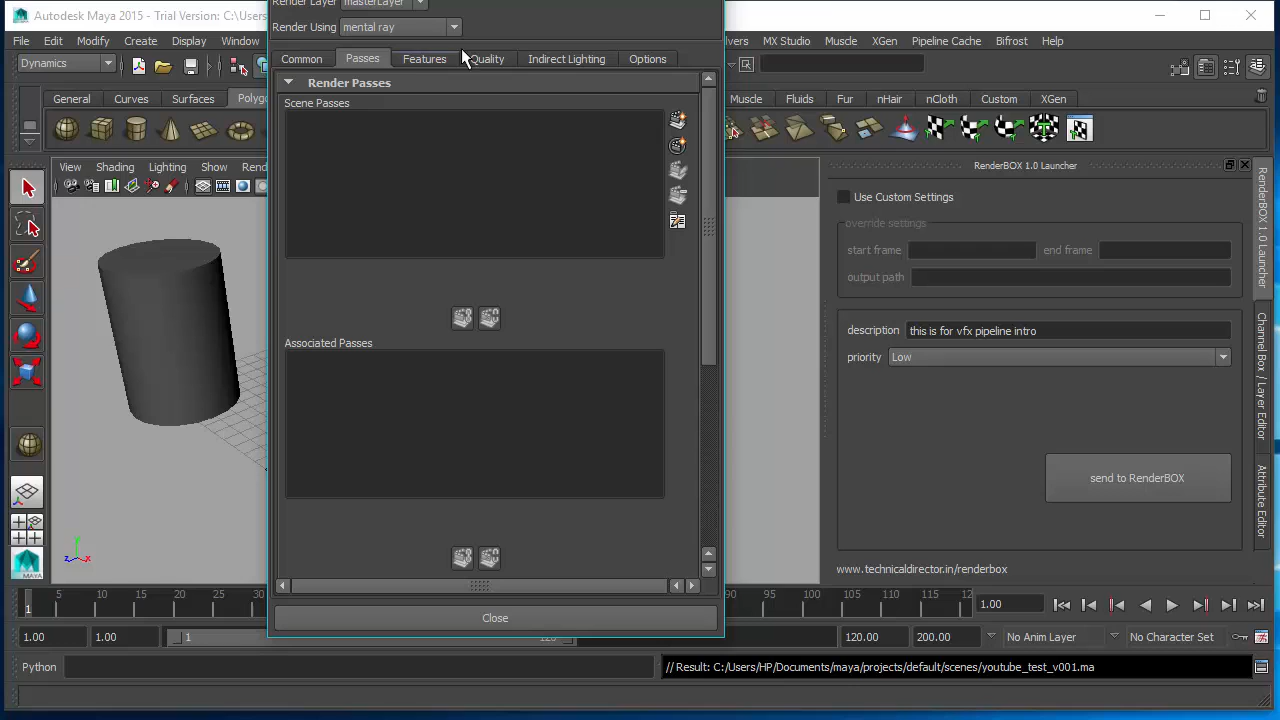 Autodesk Maya 2015 - Trial Version: C:\Users
Render Layer masterLayer
Render Using mental ray
File Edit Modify Create Display Window
MX Studio Muscle XGen Pipeline Cache Bifrost Help
Dynamics
Common Passes Features Quality Indirect Lighting Options
General Curves Surfaces
Muscle Fluids Fur nHair nCloth Custom XGen
Render Passes
Scene Passes
View Shading Lighting Show
RenderBOX 1.0 Launcher
Use Custom Settings
override settings
start frame end frame
output path
description this is for vfx pipeline intro
priority Low
send to RenderBOX
www.technicaldirector.in/renderbox
RenderBOX 1.0 Launcher
Channel Box / Layer Editor
Attribute Editor
Associated Passes
Close
MAYA
y
z x
1 5 10 15 20 25 30 90 95 100 105 110 115 120 1.00
1.00 1.00 1 120 120.00 200.00 No Anim Layer No Character Set
Python // Result: C:/Users/HP/Documents/maya/projects/default/scenes/youtube_test_v001.ma